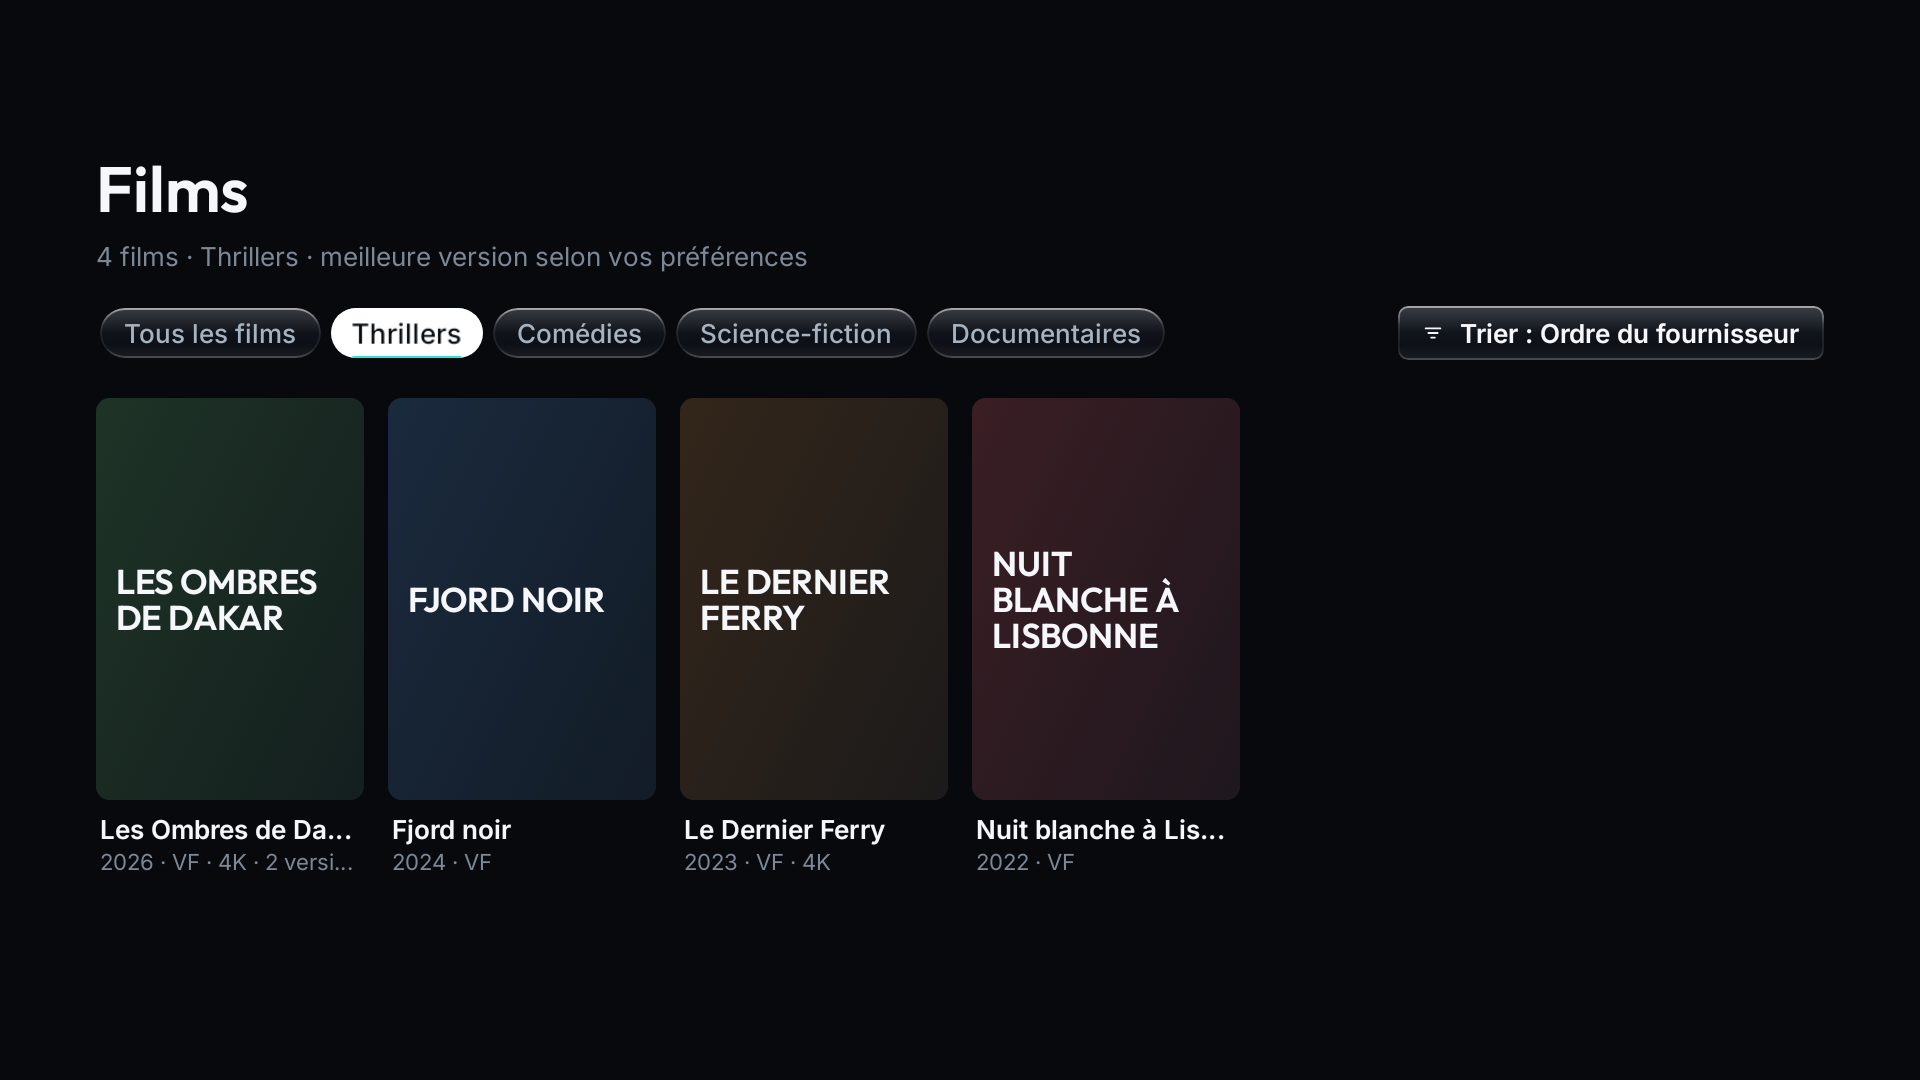 Films
4 films · Thrillers · meilleure version selon vos préférences
Tous les films
Thrillers
Comédies
Science-fiction
Documentaires
Trier : Ordre du fournisseur
LES OMBRES
DE DAKAR
FJORD NOIR
LE DERNIER
FERRY
NUIT
BLANCHE À
LISBONNE
Les Ombres de Da...
2026 · VF · 4K · 2 versi...
Fjord noir
2024 · VF
Le Dernier Ferry
2023 · VF · 4K
Nuit blanche à Lis...
2022 · VF